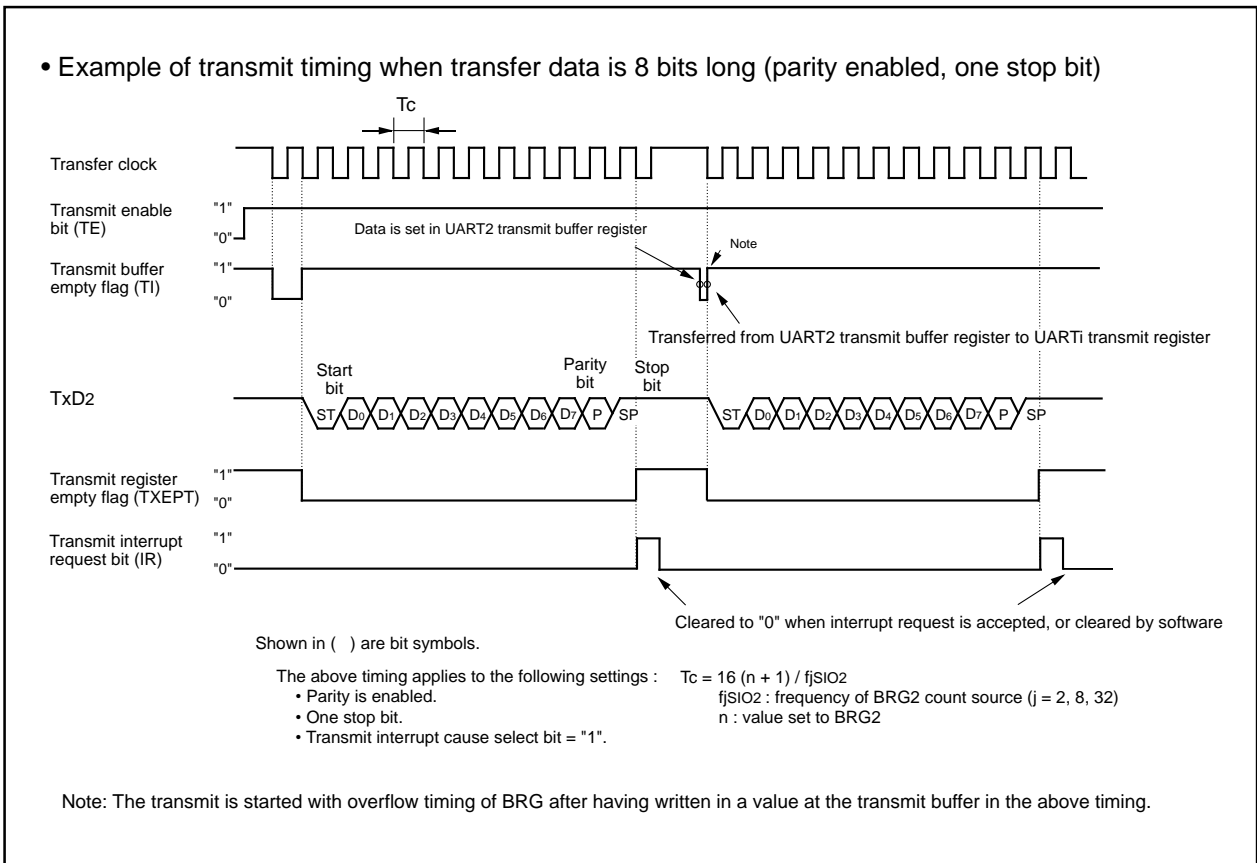 • Example of transmit timing when transfer data is 8 bits long (parity enabled, one stop bit)
Tc
Transfer clock
Transmit enable
bit (TE)
"1"
"0"
Data is set in UART2 transmit buffer register
Note
Transmit buffer
empty flag (TI)
"1"
"0"
Transferred from UART2 transmit buffer register to UARTi transmit register
Start
bit
Parity
bit
Stop
bit
TxD2
ST D0 D1 D2 D3 D4 D5 D6 D7 P SP
ST D0 D1 D2 D3 D4 D5 D6 D7 P SP
Transmit register
empty flag (TXEPT)
"1"
"0"
Transmit interrupt
request bit (IR)
"1"
"0"
Cleared to "0" when interrupt request is accepted, or cleared by software
Shown in ( ) are bit symbols.
The above timing applies to the following settings :
• Parity is enabled.
• One stop bit.
• Transmit interrupt cause select bit = "1".
Tc = 16 (n + 1) / fjSIO2
fjSIO2 : frequency of BRG2 count source (j = 2, 8, 32)
n : value set to BRG2
Note: The transmit is started with overflow timing of BRG after having written in a value at the transmit buffer in the above timing.